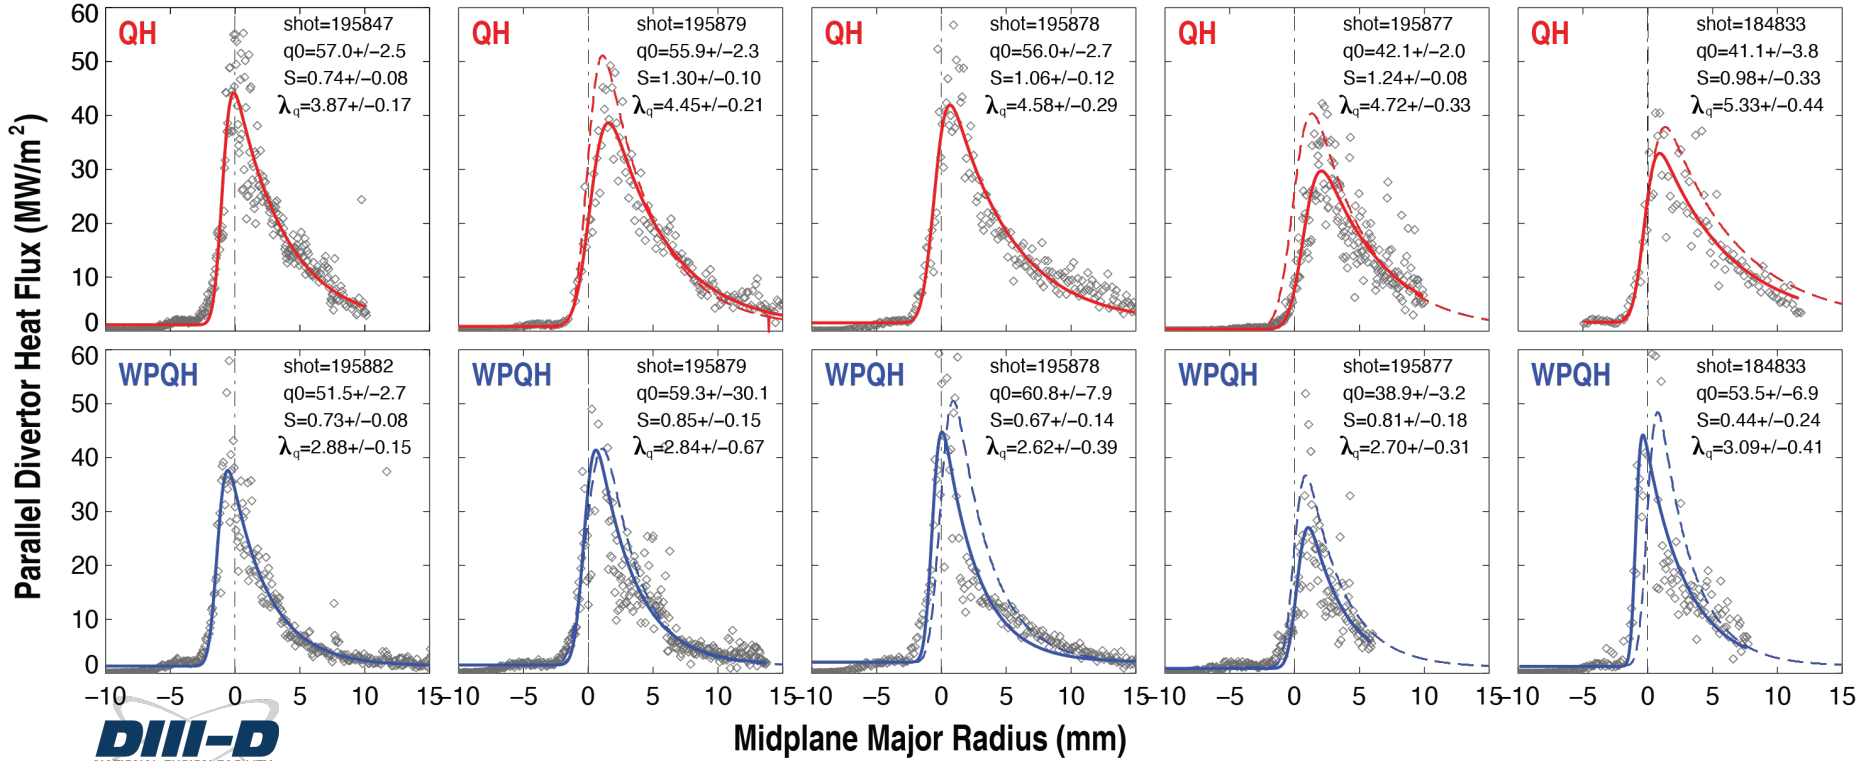 Parallel Divertor Heat Flux (MW/m²)
60
50
40
30
20
10
0
QH
shot=195847
q0=57.0+/−2.5
S=0.74+/−0.08
λq=3.87+/−0.17
QH
shot=195879
q0=55.9+/−2.3
S=1.30+/−0.10
λq=4.45+/−0.21
QH
shot=195878
q0=56.0+/−2.7
S=1.06+/−0.12
λq=4.58+/−0.29
QH
shot=195877
q0=42.1+/−2.0
S=1.24+/−0.08
λq=4.72+/−0.33
QH
shot=184833
q0=41.1+/−3.8
S=0.98+/−0.33
λq=5.33+/−0.44
60
50
40
30
20
10
0
WPQH
shot=195882
q0=51.5+/−2.7
S=0.73+/−0.08
λq=2.88+/−0.15
WPQH
shot=195879
q0=59.3+/−30.1
S=0.85+/−0.15
λq=2.84+/−0.67
WPQH
shot=195878
q0=60.8+/−7.9
S=0.67+/−0.14
λq=2.62+/−0.39
WPQH
shot=195877
q0=38.9+/−3.2
S=0.81+/−0.18
λq=2.70+/−0.31
WPQH
shot=184833
q0=53.5+/−6.9
S=0.44+/−0.24
λq=3.09+/−0.41
−10 −5 0 5 10 15 −10 −5 0 5 10 15 −10 −5 0 5 10 15 −10 −5 0 5 10 15 −10 −5 0 5 10 15
Midplane Major Radius (mm)
DIII-D